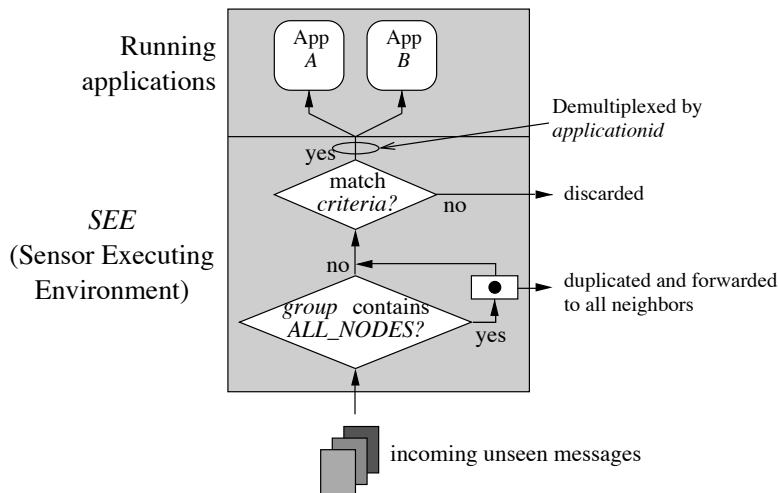 Running
applications
App
A
App
B
Demultiplexed by
applicationid
yes
match
criteria?
no
discarded
SEE
(Sensor Executing
Environment)
no
duplicated and forwarded
to all neighbors
group contains
ALL_NODES?
yes
incoming unseen messages